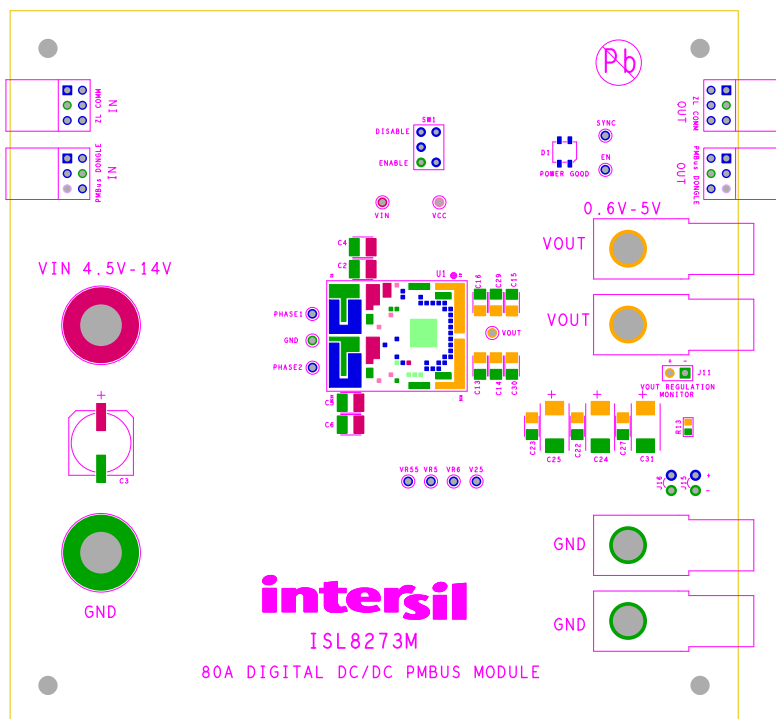 Pb
ZL COMM
IN
PMBus DONGLE
IN
OUT
ZL COMM
OUT
PMBus DONGLE
SW1
DISABLE
ENABLE
D1
POWER GOOD
SYNC
EN
VIN
VCC
0.6V-5V
VOUT
VOUT
VIN 4.5V-14V
C4
C2
U1
C16
C29
C15
PHASE1
GND
PHASE2
VOUT
C13
C14
C30
C5
C6
+ -
J11
VOUT REGULATION
MONITOR
+
C3
+ + +
C23
C25
C22
C24
C27
C31
R13
VR55 VR5 VR6 V25
J16
J15
+
-
GND
GND
GND
intersil
ISL8273M
80A DIGITAL DC/DC PMBUS MODULE